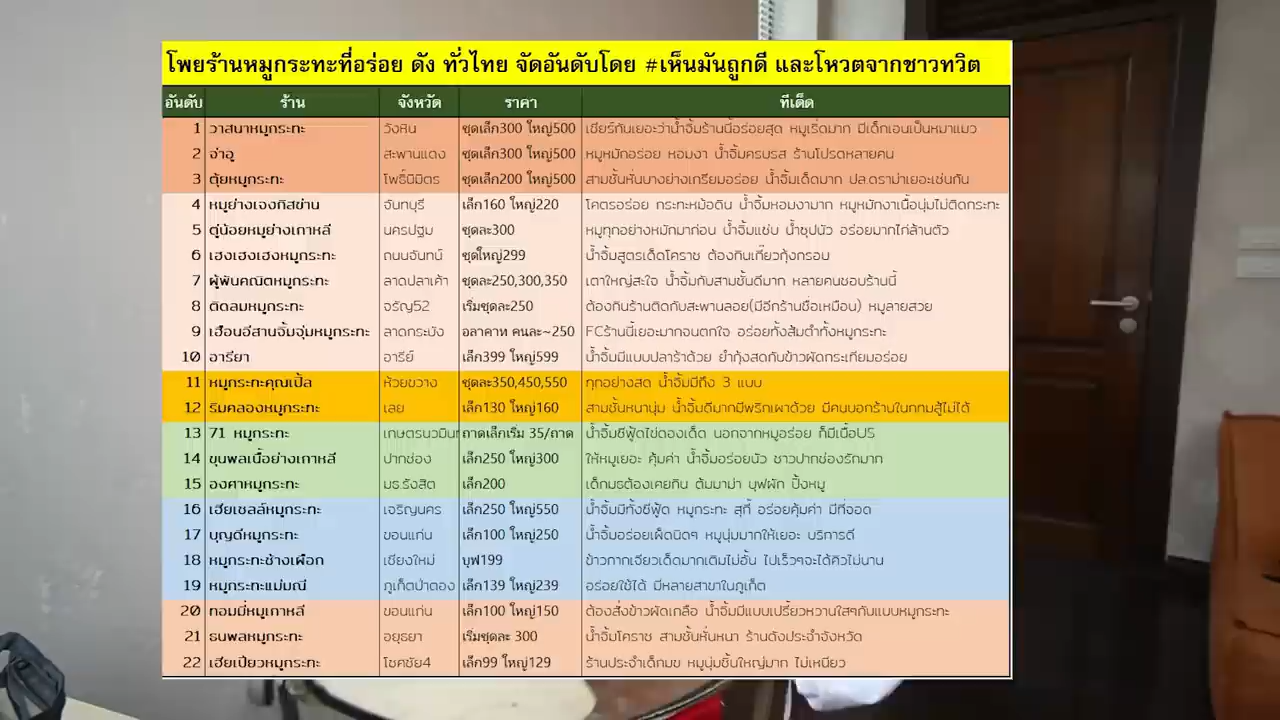 โพยร้านหมูกระทะที่อร่อย ดัง ทั่วไทย จัดอันดับโดย #เห็นมันถูกดี และโหวตจากชาวทวิต
อันดับ ร้าน จังหวัด ราคา ทีเด็ด
1 วาสนาหมูกระทะ วังหิน ชุดเล็ก300 ใหญ่500 เชียร์กันเยอะว่าน้ำจิ้มร้านนี้อร่อยสุด หมูเริ่ดมาก มีเด็กเอนเป็นหมาแมว
2 จ่าอู สะพานแดง ชุดเล็ก300 ใหญ่500 หมูหมักอร่อย หอมงา น้ำจิ้มครบรส ร้านโปรดหลายคน
3 ตุ้ยหมูกระทะ โพธิ์นิมิตร ชุดเล็ก200 ใหญ่500 สามชั้นหั่นบางย่างเกรียมอร่อย น้ำจิ้มเด็ดมาก ปล.ดราม่าเยอะเช่นกัน
4 หมูย่างเจงกิสข่าน จันทบุรี เล็ก160 ใหญ่220 โคตรอร่อย กระทะหม้อดิน น้ำจิ้มหอมงามาก หมูหมักงาเนื้อนุ่มไม่ติดกระทะ
5 ตู่น้อยหมูย่างเกาหลี นครปฐม ชุดละ300 หมูทุกอย่างหมักมาก่อน น้ำจิ้มแซ่บ น้ำซุปนัว อร่อยมากไก่ล้านตัว
6 เฮงเฮงเฮงหมูกระทะ ถนนจันทน์ ชุดใหญ่299 น้ำจิ้มสูตรเด็ดโคราช ต้องกินเกี๊ยวกุ้งกรอบ
7 ผู้พันคณิตหมูกระทะ ลาดปลาเค้า ชุดละ250,300,350 เตาใหญ่สะใจ น้ำจิ้มกับสามชั้นดีมาก หลายคนชอบร้านนี้
8 ติดลมหมูกระทะ จรัญ52 เริ่มชุดละ250 ต้องกินร้านติดกับสะพานลอย(มีอีกร้านชื่อเหมือน) หมูลายสวย
9 เฮือนอีสานจิ้มจุ่มหมูกระทะ ลาดกระบัง อลาคาท คนละ~250 FCร้านนี้เยอะมากจนตกใจ อร่อยทั้งส้มตำทั้งหมูกระทะ
10 อารียา อารีย์ เล็ก399 ใหญ่599 น้ำจิ้มมีแบบปลาร้าด้วย ยำกุ้งสดกับข้าวผัดกระเทียมอร่อย
11 หมูกระทะคุณเปิ้ล ห้วยขวาง ชุดละ350,450,550 ทุกอย่างสด น้ำจิ้มมีถึง 3 แบบ
12 ริมคลองหมูกระทะ เลย เล็ก130 ใหญ่160 สามชั้นหนานุ่ม น้ำจิ้มดีมากมีพริกเผาด้วย มีคนบอกร้านในกทมสู้ไม่ได้
13 71 หมูกระทะ เกษตรนวมินท ถาดเล็กเริ่ม 35/ถาด น้ำจิ้มซีฟู้ดไข่ดองเด็ด นอกจากหมูอร่อย ก็มีเนื้อUS
14 ขุนพลเนื้อย่างเกาหลี ปากช่อง เล็ก250 ใหญ่300 ให้หมูเยอะ คุ้มค่า น้ำจิ้มอร่อยนัว ชาวปากช่องรักมาก
15 องศาหมูกระทะ มธ.รังสิต เล็ก200 เด็กมธต้องเคยกิน ต้มมาม่า บุฟผัก ปิ้งหมู
16 เฮียเชลล์หมูกระทะ เจริญนคร เล็ก250 ใหญ่550 น้ำจิ้มมีทั้งซีฟู้ด หมูกระทะ สุกี้ อร่อยคุ้มค่า มีที่จอด
17 บุญดีหมูกระทะ ขอนแก่น เล็ก100 ใหญ่250 น้ำจิ้มอร่อยเผ็ดนิดๆ หมูนุ่มมากให้เยอะ บริการดี
18 หมูกระทะช้างเผือก เชียงใหม่ บุฟ199 ข้าวกากเจียวเด็ดมากเติมไม่อั้น ไปเร็วๆจะได้คิวไม่นาน
19 หมูกระทะแม่มณี ภูเก็ตป่าตอง เล็ก139 ใหญ่239 อร่อยใช้ได้ มีหลายสาขาในภูเก็ต
20 ทอมมี่หมูเกาหลี ขอนแก่น เล็ก100 ใหญ่150 ต้องสั่งข้าวผัดเกลือ น้ำจิ้มมีแบบเปรี้ยวหวานใสๆกับแบบหมูกระทะ
21 ธนพลหมูกระทะ อยุธยา เริ่มชุดละ 300 น้ำจิ้มโคราช สามชั้นหั่นหนา ร้านดังประจำจังหวัด
22 เฮียเปียวหมูกระทะ โชคชัย4 เล็ก99 ใหญ่129 ร้านประจำเด็กมข หมูนุ่มชิ้นใหญ่มาก ไม่เหนียว